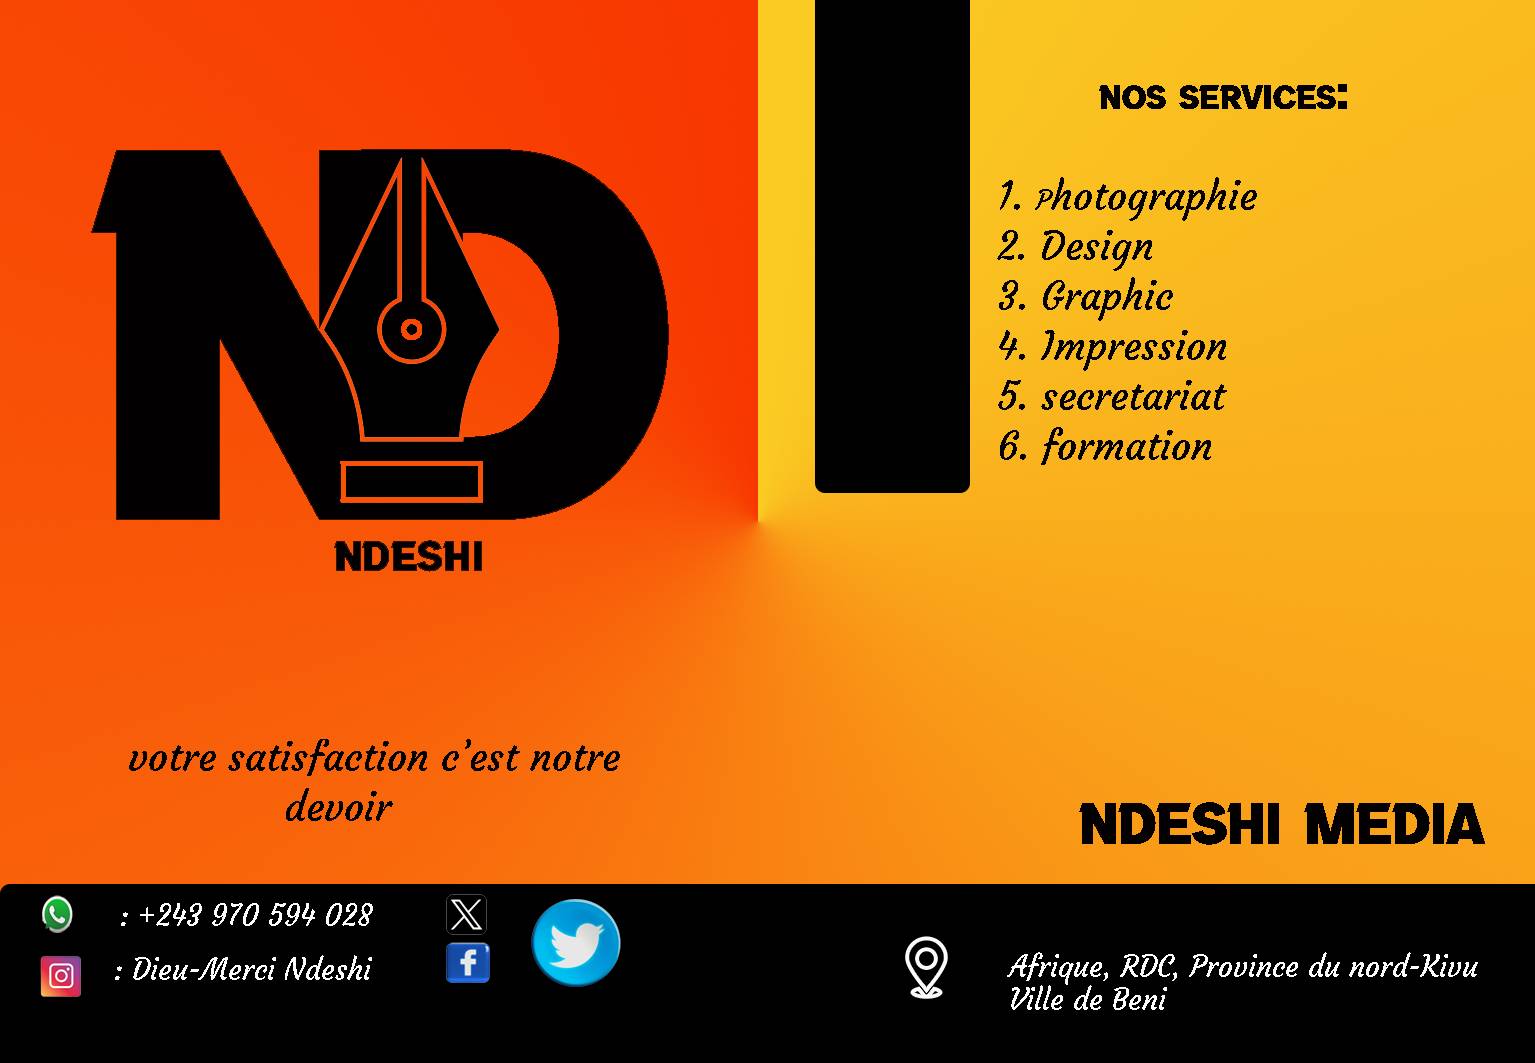 ND
NDESHI
votre satisfaction c'est notre
devoir
NOS SERVICES:
1. Photographie
2. Design
3. Graphic
4. Impression
5. secretariat
6. formation
NDESHI MEDIA
: +243 970 594 028
: Dieu-Merci Ndeshi
Afrique, RDC, Province du nord-Kivu
Ville de Beni